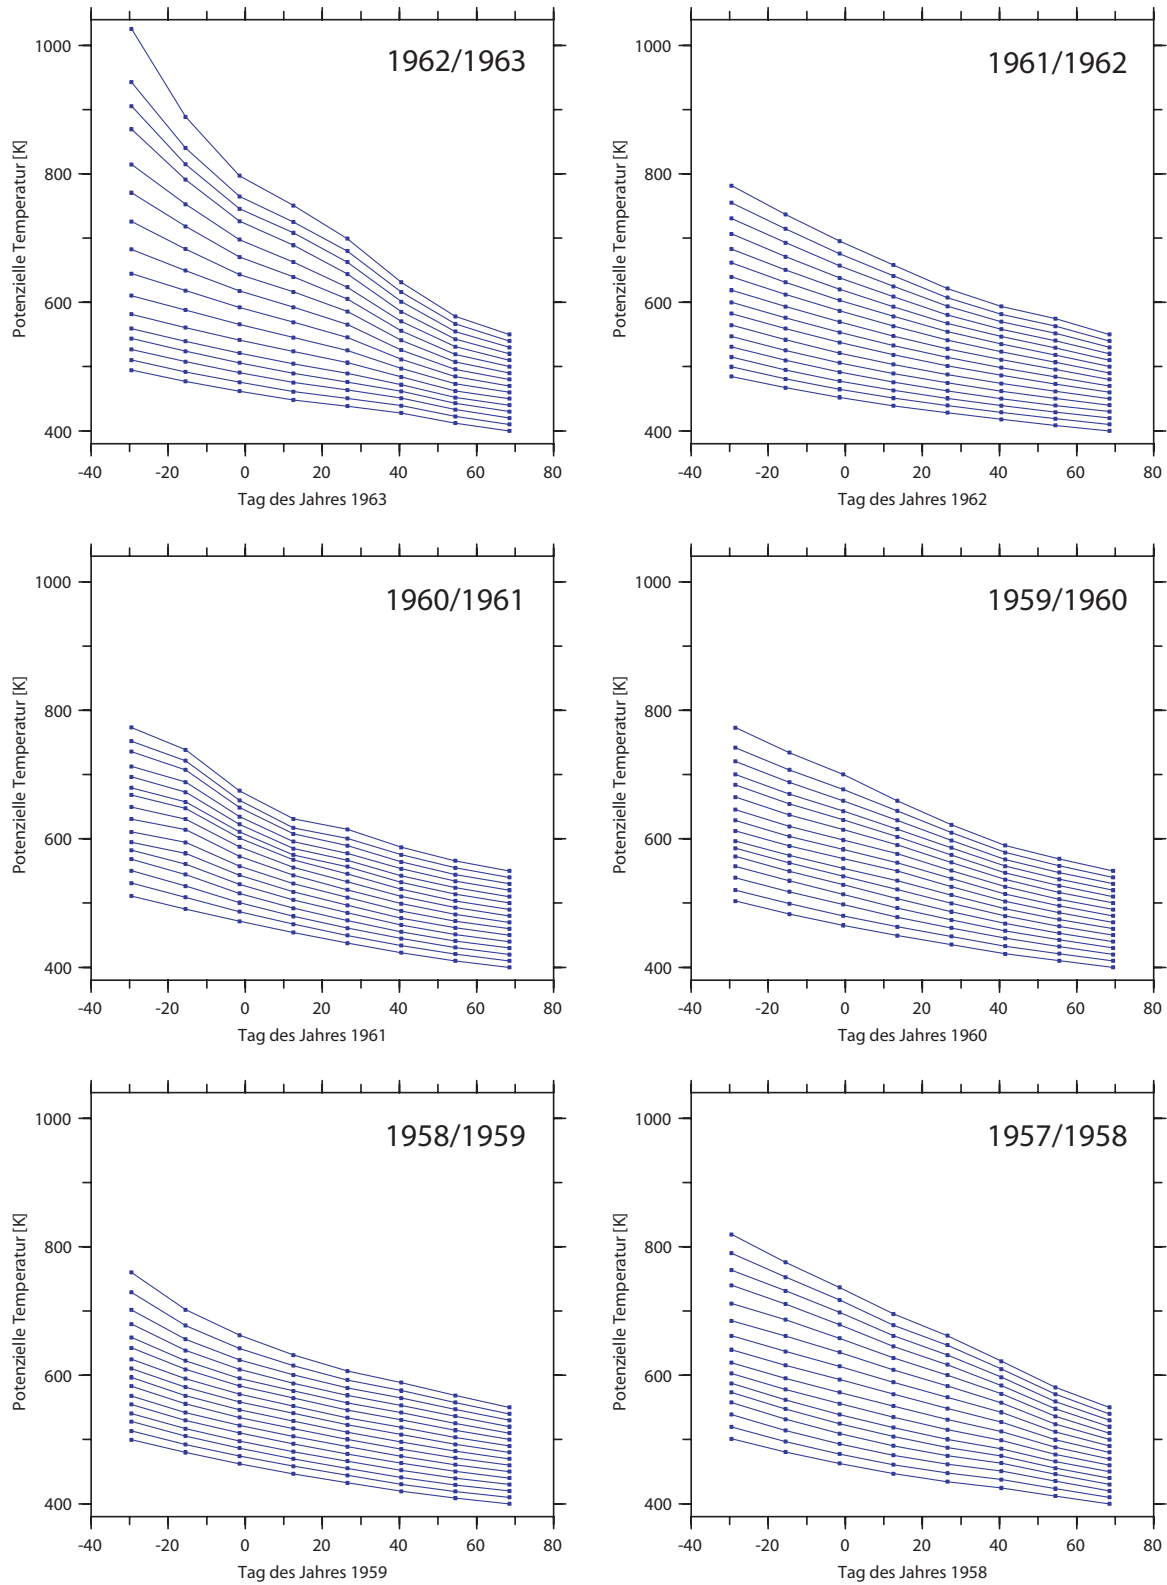 1962/1963
1000
800
600
400
Potenzielle Temperatur [K]
-40 -20 0 20 40 60 80
Tag des Jahres 1963
1961/1962
1000
800
600
400
Potenzielle Temperatur [K]
-40 -20 0 20 40 60 80
Tag des Jahres 1962
1960/1961
1000
800
600
400
Potenzielle Temperatur [K]
-40 -20 0 20 40 60 80
Tag des Jahres 1961
1959/1960
1000
800
600
400
Potenzielle Temperatur [K]
-40 -20 0 20 40 60 80
Tag des Jahres 1960
1958/1959
1000
800
600
400
Potenzielle Temperatur [K]
-40 -20 0 20 40 60 80
Tag des Jahres 1959
1957/1958
1000
800
600
400
Potenzielle Temperatur [K]
-40 -20 0 20 40 60 80
Tag des Jahres 1958